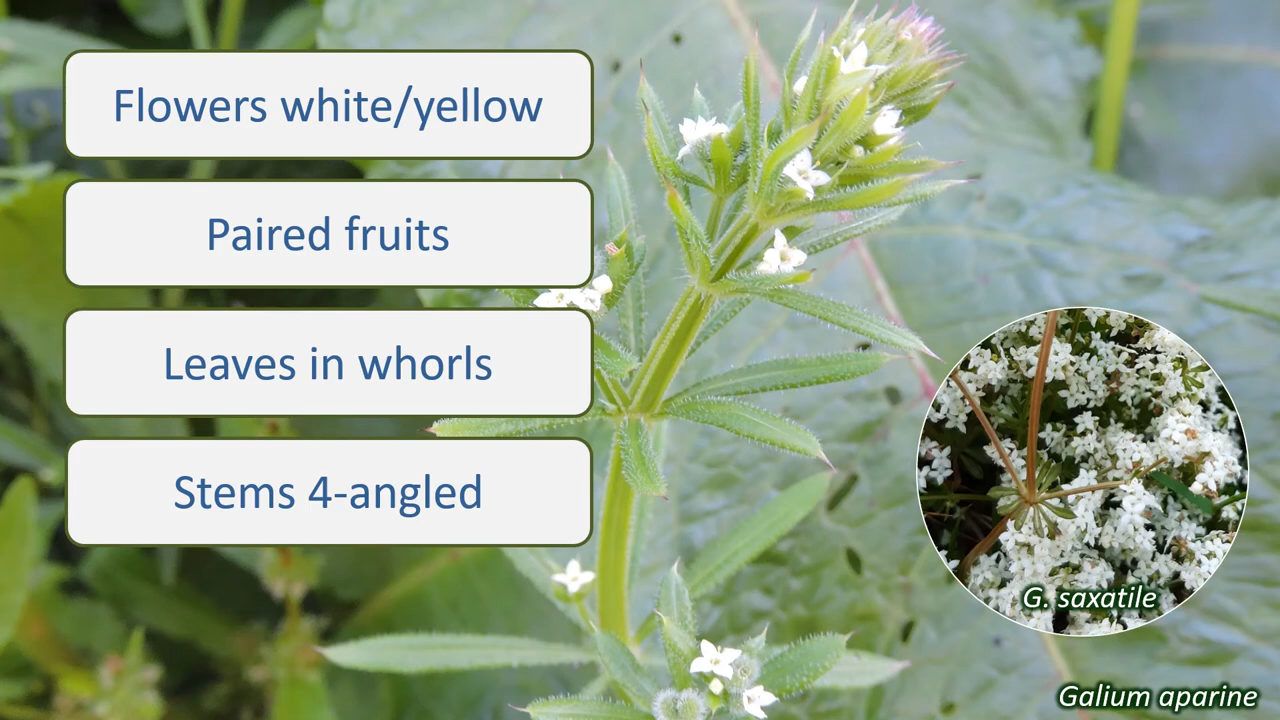 Flowers white/yellow
Paired fruits
Leaves in whorls
Stems 4-angled
G. saxatile
Galium aparine